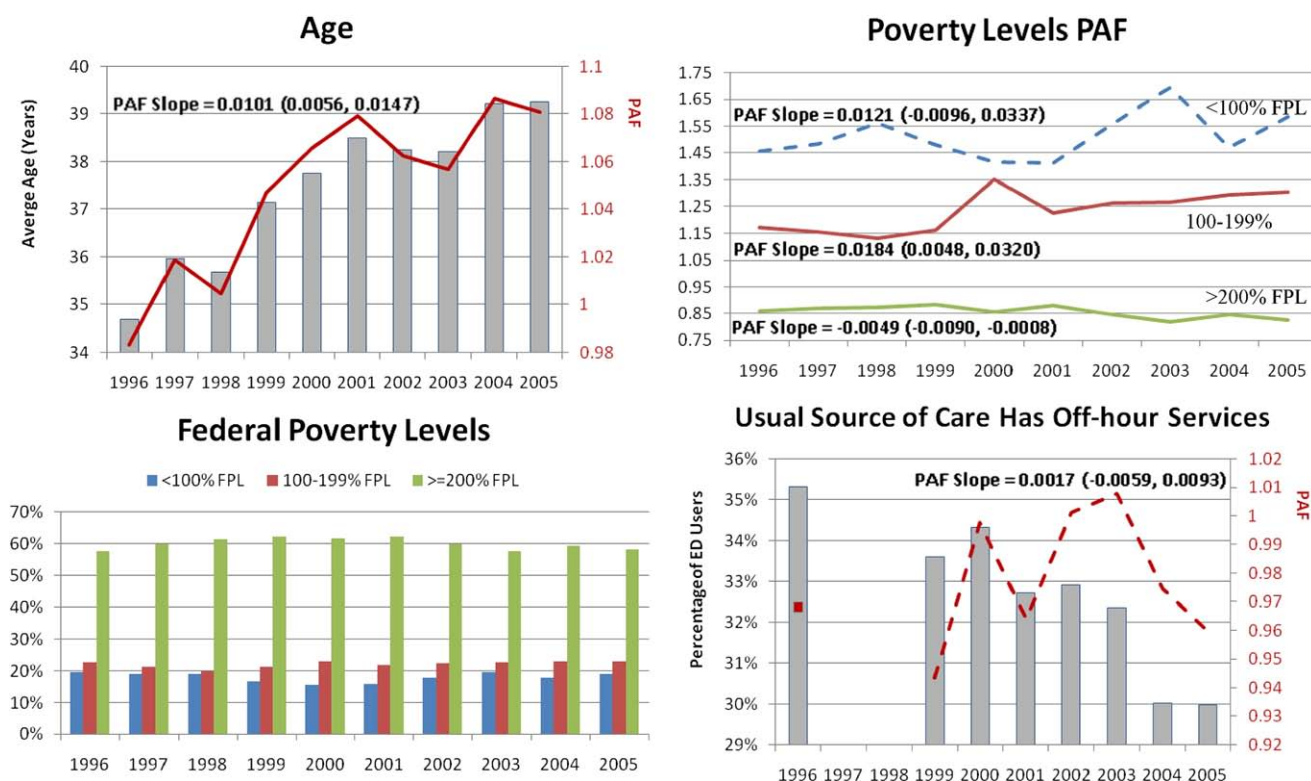 Age
Averge Age (Years)
40
39
38
37
36
35
34
PAF Slope = 0.0101 (0.0056, 0.0147)
1.1
1.08
1.06
1.04
1.02
1
0.98
PAF
1996 1997 1998 1999 2000 2001 2002 2003 2004 2005
Poverty Levels PAF
1.75
1.65
1.55
1.45
1.35
1.25
1.15
1.05
0.95
0.85
0.75
PAF Slope = 0.0121 (-0.0096, 0.0337)
<100% FPL
100-199%
PAF Slope = 0.0184 (0.0048, 0.0320)
>200% FPL
PAF Slope = -0.0049 (-0.0090, -0.0008)
1996 1997 1998 1999 2000 2001 2002 2003 2004 2005
Federal Poverty Levels
<100% FPL 100-199% FPL >=200% FPL
70%
60%
50%
40%
30%
20%
10%
0%
1996 1997 1998 1999 2000 2001 2002 2003 2004 2005
Usual Source of Care Has Off-hour Services
Percentage of ED Users
36%
35%
34%
33%
32%
31%
30%
29%
PAF Slope = 0.0017 (-0.0059, 0.0093)
1.02
1.01
1
0.99
0.98
0.97
0.96
0.95
0.94
0.93
0.92
PAF
1996 1997 1998 1999 2000 2001 2002 2003 2004 2005